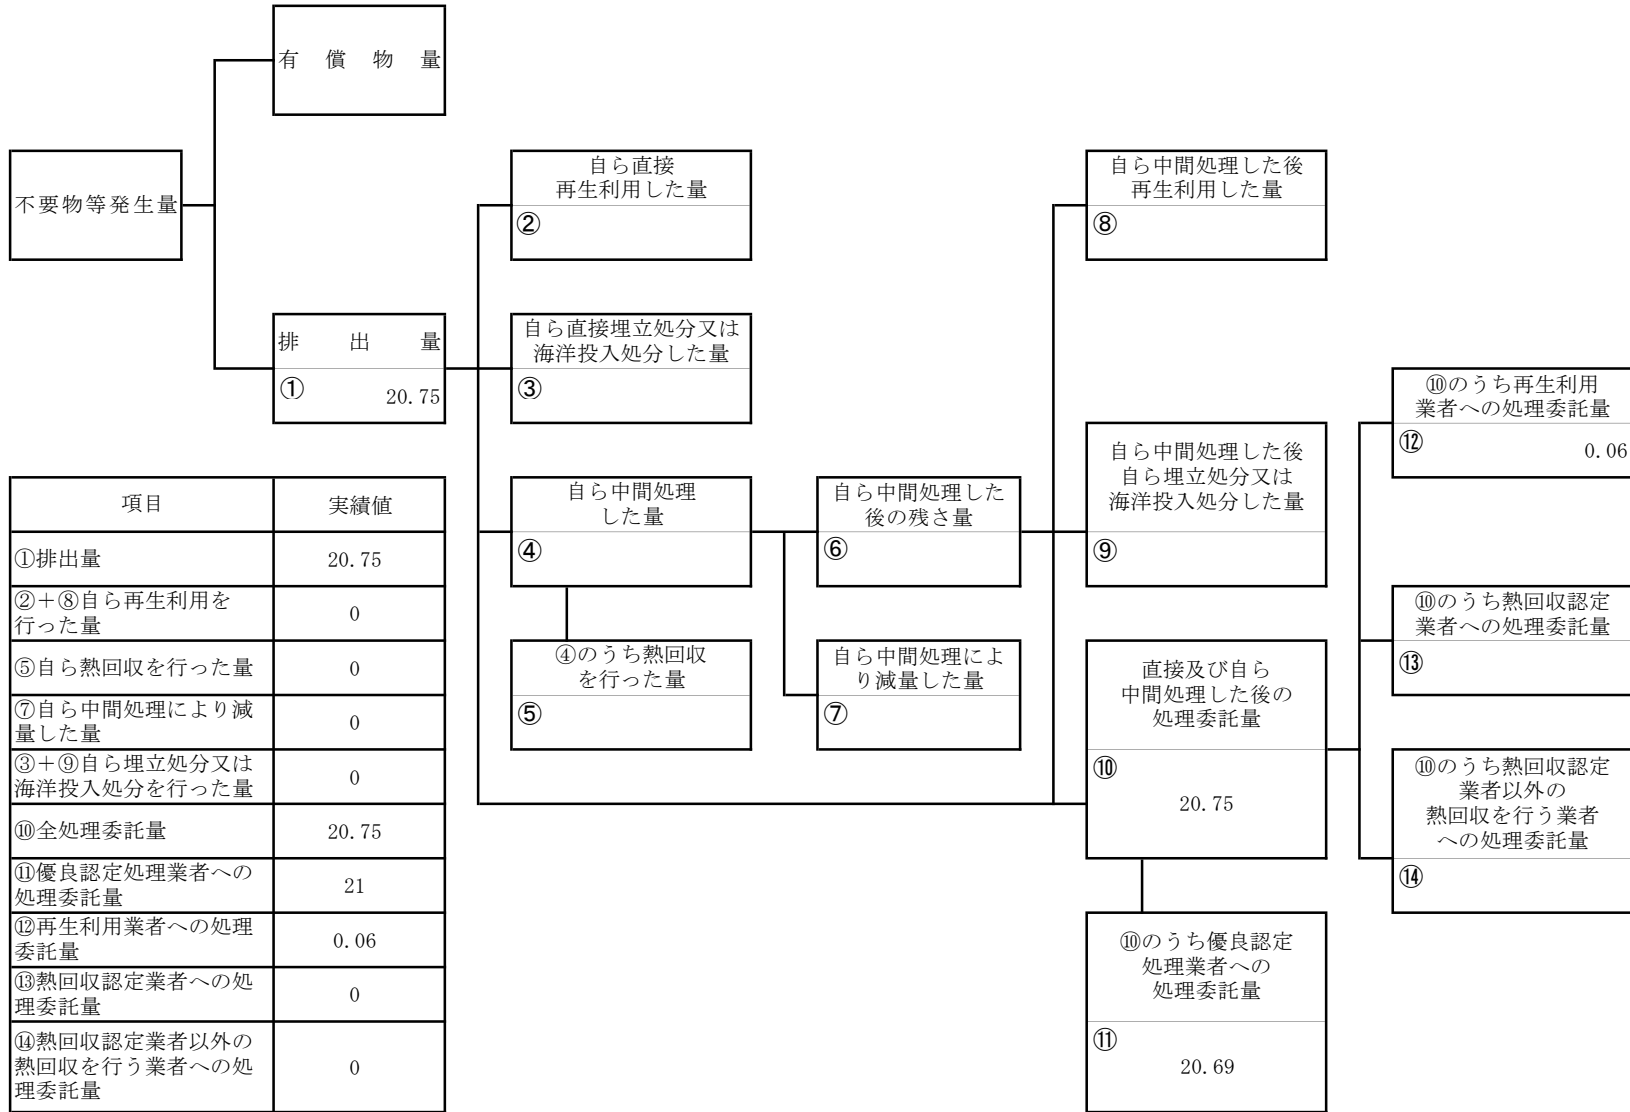 有償物量
不要物等発生量
自ら直接
再生利用した量
②
自ら中間処理した後
再生利用した量
⑧
排出量
① 20.75
自ら直接埋立処分又は
海洋投入処分した量
③
⑩のうち再生利用
業者への処理委託量
⑫ 0.06
自ら中間処理した後
自ら埋立処分又は
海洋投入処分した量
⑨
自ら中間処理
した量
④
自ら中間処理した
後の残さ量
⑥
⑩のうち熱回収認定
業者への処理委託量
⑬
④のうち熱回収
を行った量
⑤
自ら中間処理によ
り減量した量
⑦
直接及び自ら
中間処理した後の
処理委託量
⑩
20.75
⑩のうち熱回収認定
業者以外の
熱回収を行う業者
への処理委託量
⑭
⑩のうち優良認定
処理業者への
処理委託量
⑪
20.69
項目 実績値
①排出量 20.75
②+⑧自ら再生利用を
行った量 0
⑤自ら熱回収を行った量 0
⑦自ら中間処理により減
量した量 0
③+⑨自ら埋立処分又は
海洋投入処分を行った量 0
⑩全処理委託量 20.75
⑪優良認定処理業者への
処理委託量 21
⑫再生利用業者への処理
委託量 0.06
⑬熱回収認定業者への処
理委託量 0
⑭熱回収認定業者以外の
熱回収を行う業者への処
理委託量 0